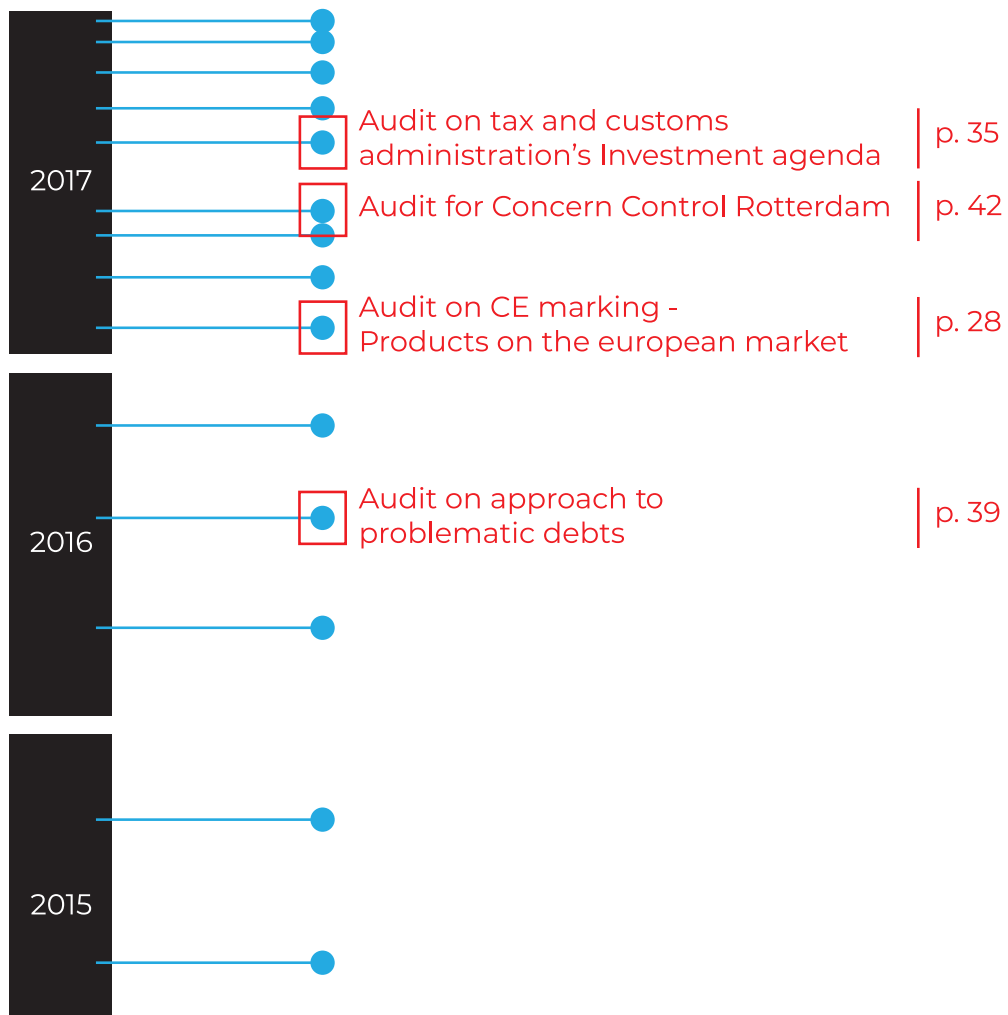 2017
Audit on tax and customs
administration’s Investment agenda
p. 35
Audit for Concern Control Rotterdam
p. 42
Audit on CE marking -
Products on the european market
p. 28
2016
Audit on approach to
problematic debts
p. 39
2015